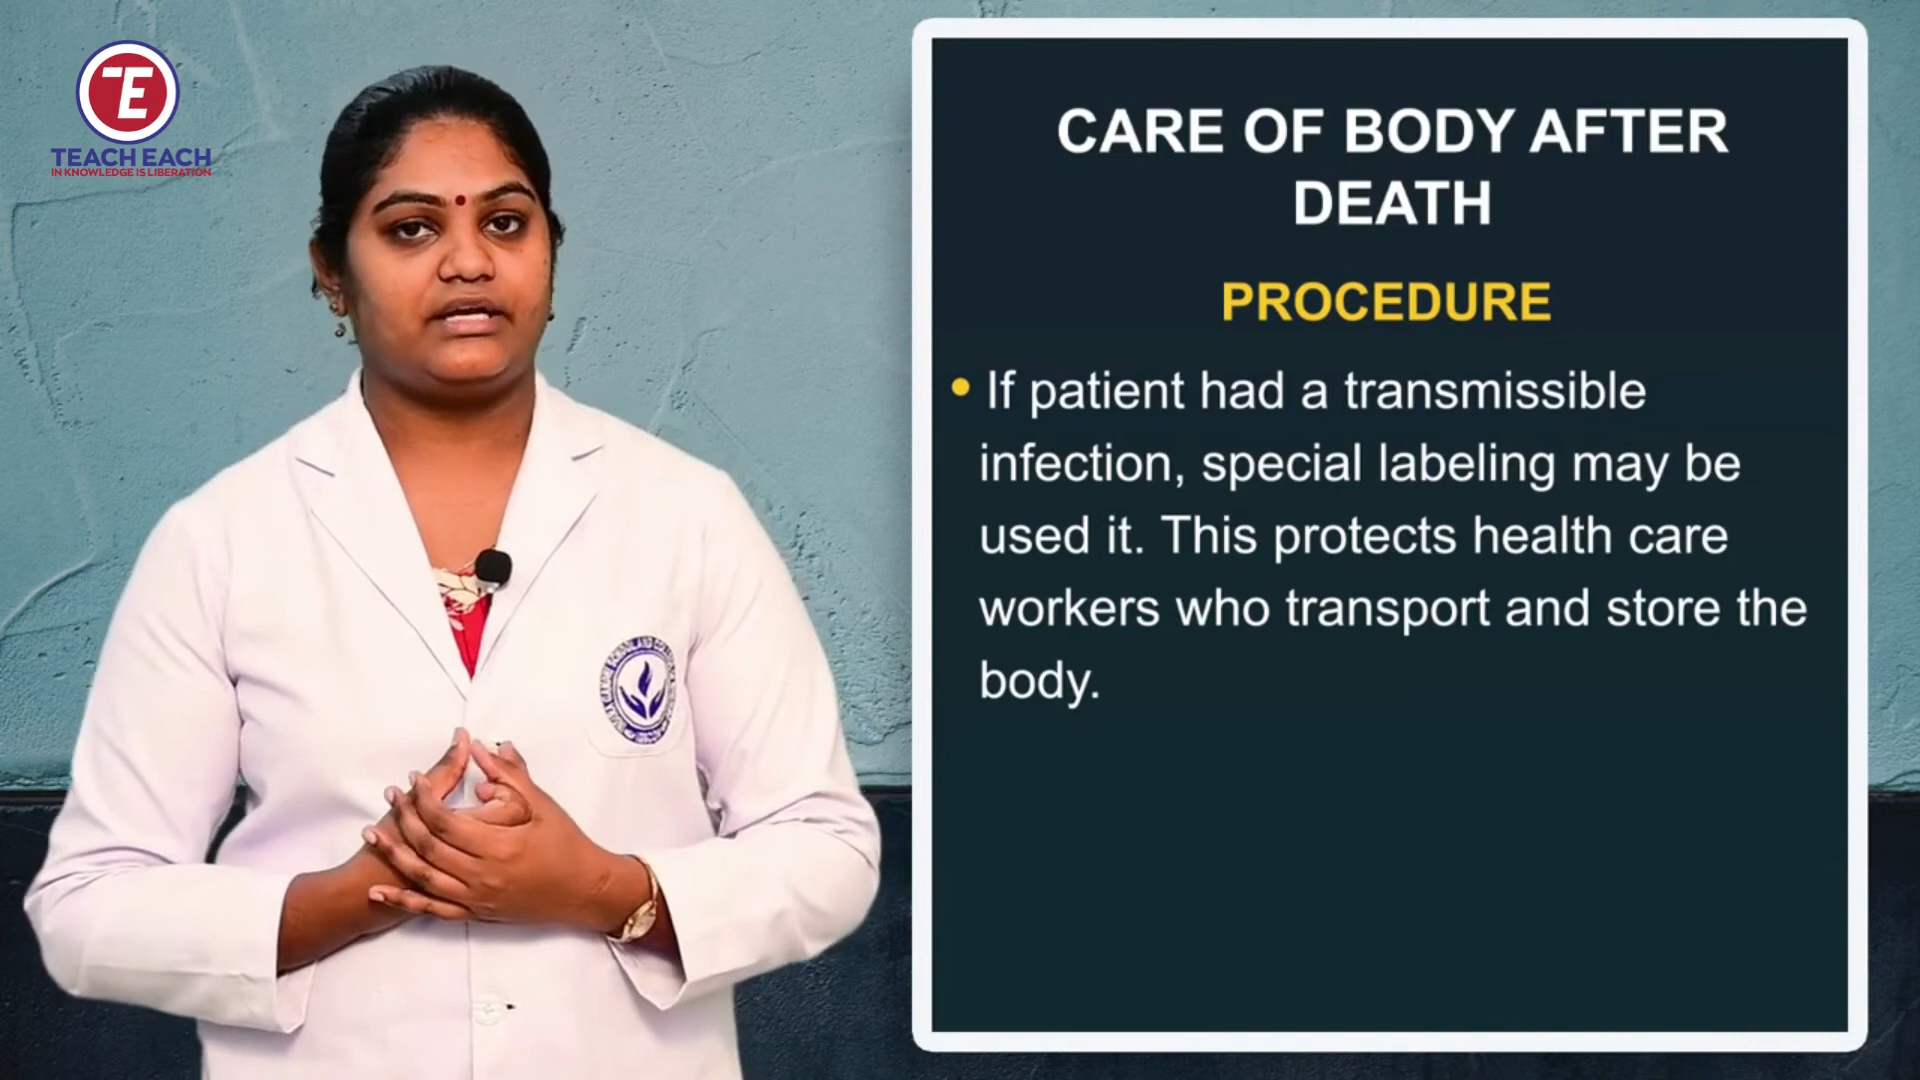 TE
TEACH EACH
IN KNOWLEDGE IS LIBERATION
CARE OF BODY AFTER
DEATH
PROCEDURE
• If patient had a transmissible
infection, special labeling may be
used it. This protects health care
workers who transport and store the
body.